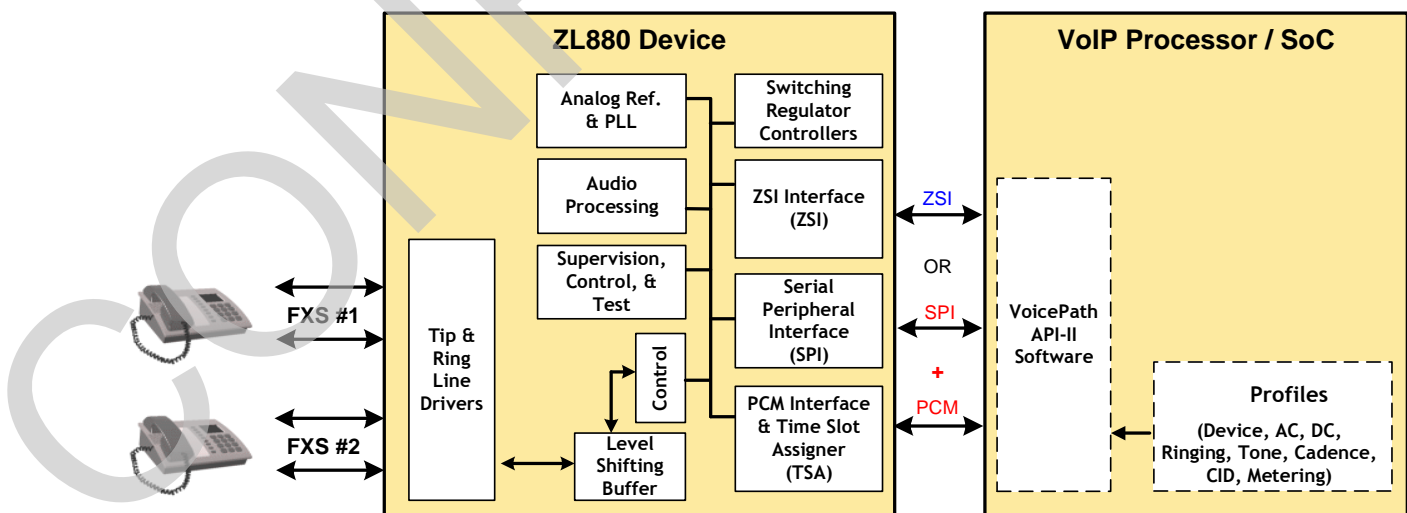 ZL880 Device
VoIP Processor / SoC
Analog Ref.
& PLL
Switching
Regulator
Controllers
Audio
Processing
ZSI Interface
(ZSI)
Supervision,
Control, &
Test
Serial
Peripheral
Interface
(SPI)
Control
PCM Interface
& Time Slot
Assigner
(TSA)
Level
Shifting
Buffer
Tip &
Ring
Line
Drivers
FXS #1
FXS #2
ZSI
OR
SPI
+
PCM
VoicePath
API-II
Software
Profiles
(Device, AC, DC,
Ringing, Tone, Cadence,
CID, Metering)